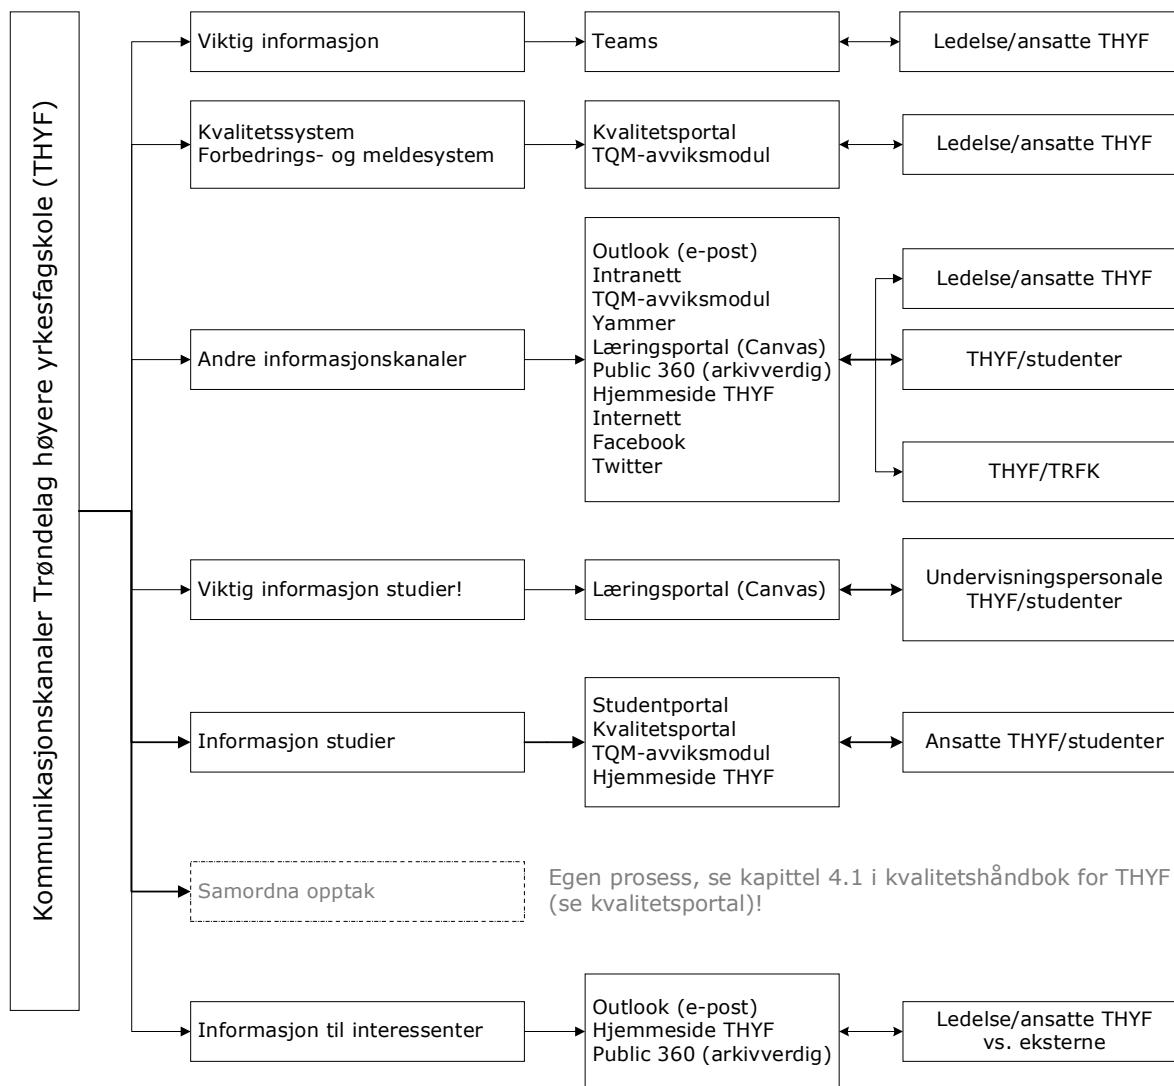 Kommunikasjonskanaler Trøndelag høyere yrkesfagskole (THYF)
Viktig informasjon
Teams
Ledelse/ansatte THYF
Kvalitetssystem
Forbedrings- og meldesystem
Kvalitetsportal
TQM-avviksmodul
Ledelse/ansatte THYF
Andre informasjonskanaler
Outlook (e-post)
Intranett
TQM-avviksmodul
Yammer
Læringsportal (Canvas)
Public 360 (arkivverdig)
Hjemmeside THYF
Internett
Facebook
Twitter
Ledelse/ansatte THYF
THYF/studenter
THYF/TRFK
Viktig informasjon studier!
Læringsportal (Canvas)
Undervisningspersonale
THYF/studenter
Informasjon studier
Studentportal
Kvalitetsportal
TQM-avviksmodul
Hjemmeside THYF
Ansatte THYF/studenter
Samordna opptak
Egen prosess, se kapittel 4.1 i kvalitetshåndbok for THYF
(se kvalitetsportal)!
Informasjon til interessenter
Outlook (e-post)
Hjemmeside THYF
Public 360 (arkivverdig)
Ledelse/ansatte THYF
vs. eksterne